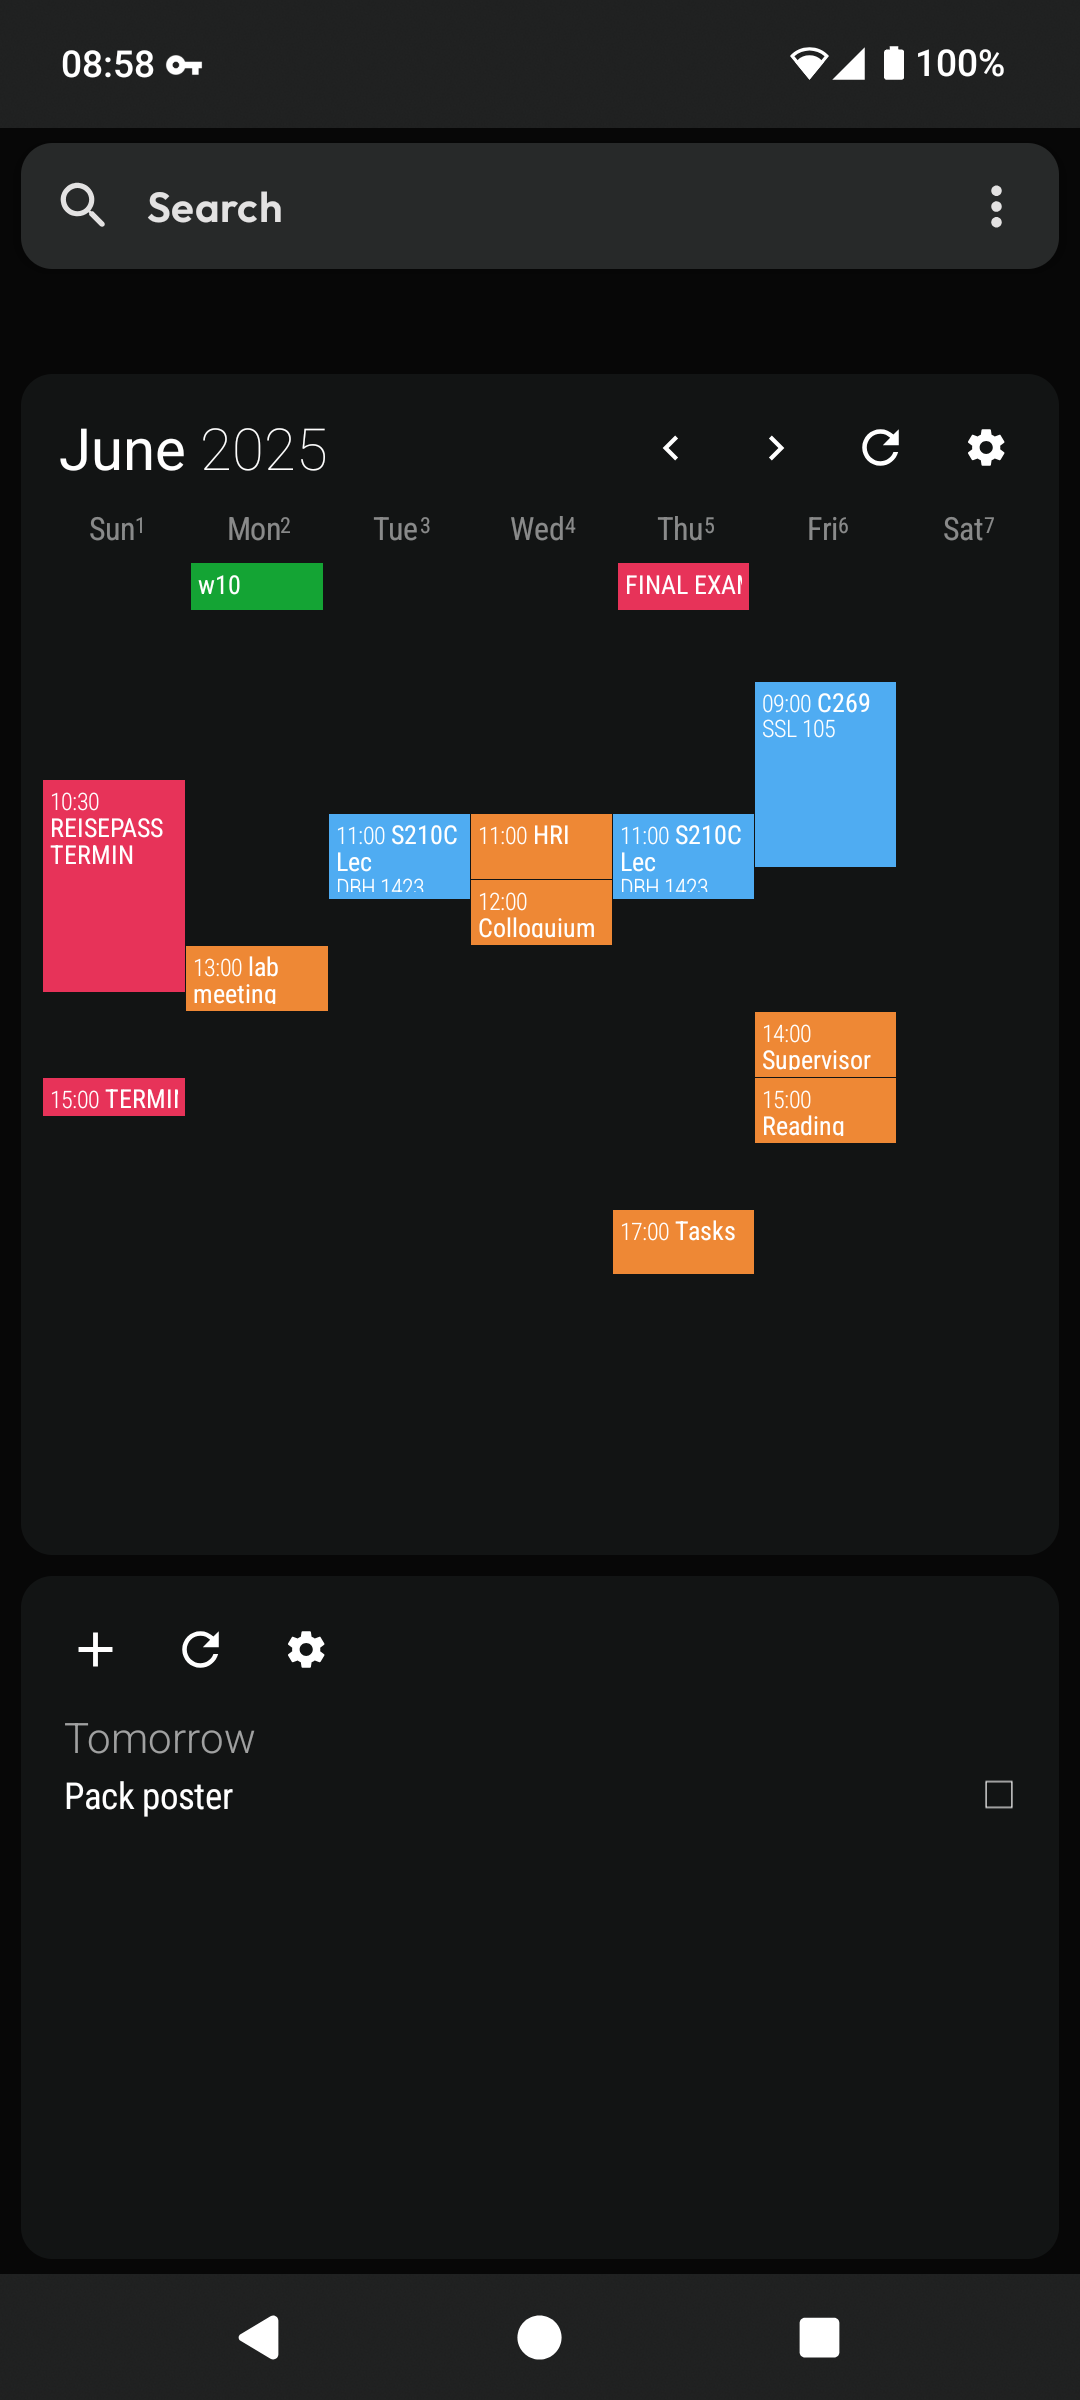 08:58 100%
Search
June 2025
Sun1 Mon2 Tue3 Wed4 Thu5 Fri6 Sat7
w10 FINAL EXAM
09:00 C269
SSL 105
10:30
REISEPASS
TERMIN
11:00 S210C
Lec
DBH 1423
11:00 HRI
12:00
Colloquium
11:00 S210C
Lec
DBH 1423
13:00 lab
meeting
14:00
Supervisor
15:00
Reading
15:00 TERMIN
17:00 Tasks
Tomorrow
Pack poster